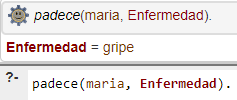 padece(maria, Enfermedad).
Enfermedad = gripe
?- padece(maria, Enfermedad).